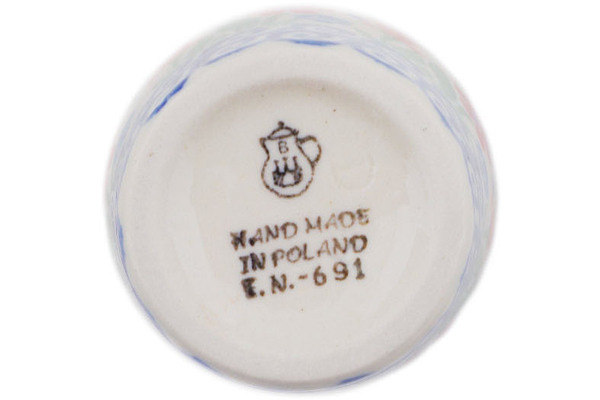 B
HAND MADE
IN POLAND
E.N.-691